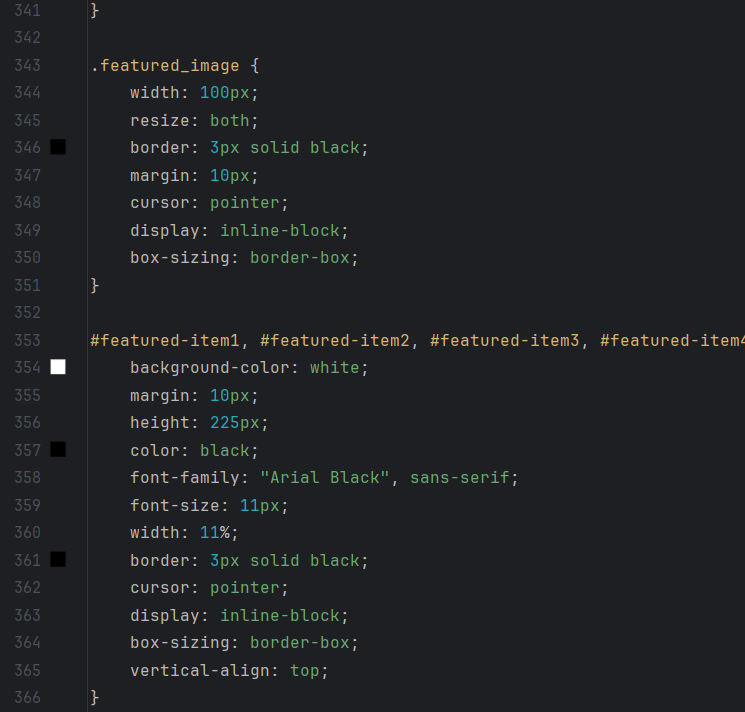 341 }
342
343 .featured_image {
344     width: 100px;
345     resize: both;
346     border: 3px solid black;
347     margin: 10px;
348     cursor: pointer;
349     display: inline-block;
350     box-sizing: border-box;
351 }
352
353 #featured-item1, #featured-item2, #featured-item3, #featured-item4
354     background-color: white;
355     margin: 10px;
356     height: 225px;
357     color: black;
358     font-family: "Arial Black", sans-serif;
359     font-size: 11px;
360     width: 11%;
361     border: 3px solid black;
362     cursor: pointer;
363     display: inline-block;
364     box-sizing: border-box;
365     vertical-align: top;
366 }